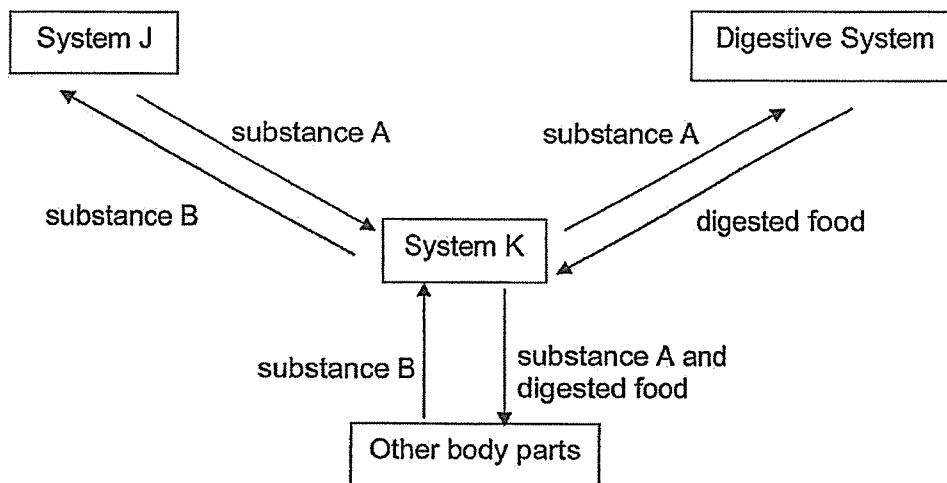 System J
Digestive System
substance A
substance A
substance B
digested food
System K
substance B
substance A and
digested food
Other body parts